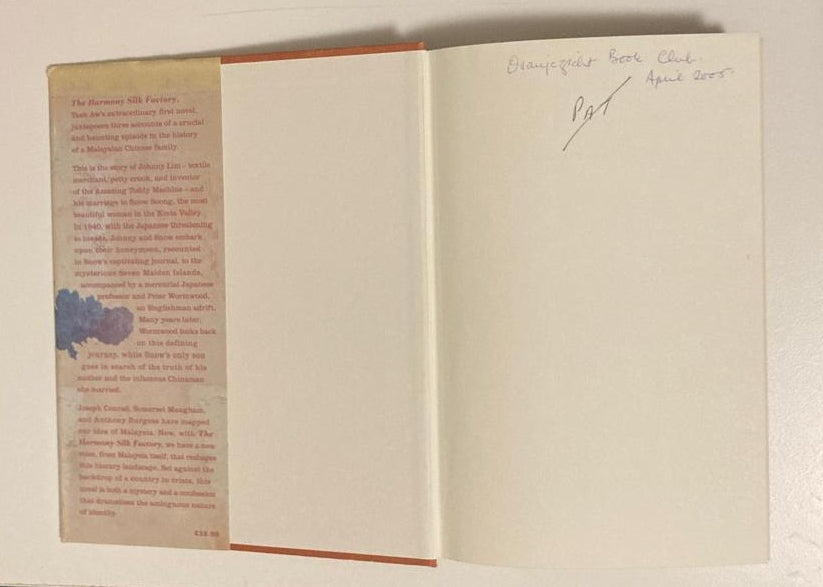 The Harmony Silk Factory,
Tash Aw's extraordinary first novel,
juxtaposes three accounts of a crucial
and haunting episode in the history
of a Malaysian Chinese family.
This is the story of Johnny Lim – textile
merchant, petty crook, and inventor
of the Amazing Toddy Machine – and
his marriage to Snow Soong, the most
beautiful woman in the Kinta Valley.
In 1940, with the Japanese threatening
to invade, Johnny and Snow embark
upon their honeymoon, recounted
in Snow's captivating journal, to the
mysterious Seven Maiden Islands,
accompanied by a mercurial Japanese
professor and Peter Wormwood,
an Englishman adrift.
Many years later,
Wormwood looks back
on this defining
journey, while Snow's only son
goes in search of the truth of his
mother and the infamous Chinaman
she married.
Joseph Conrad, Somerset Maugham,
and Anthony Burgess have mapped
our idea of Malaysia. Now, with The
Harmony Silk Factory, we have a new
voice, from Malaysia itself, that reshapes
this literary landscape. Set against the
backdrop of a country in crisis, this
novel is both a mystery and a confession
that dramatises the ambiguous nature
of identity.
Oranjezicht Book Club.
April 2005.
PAT